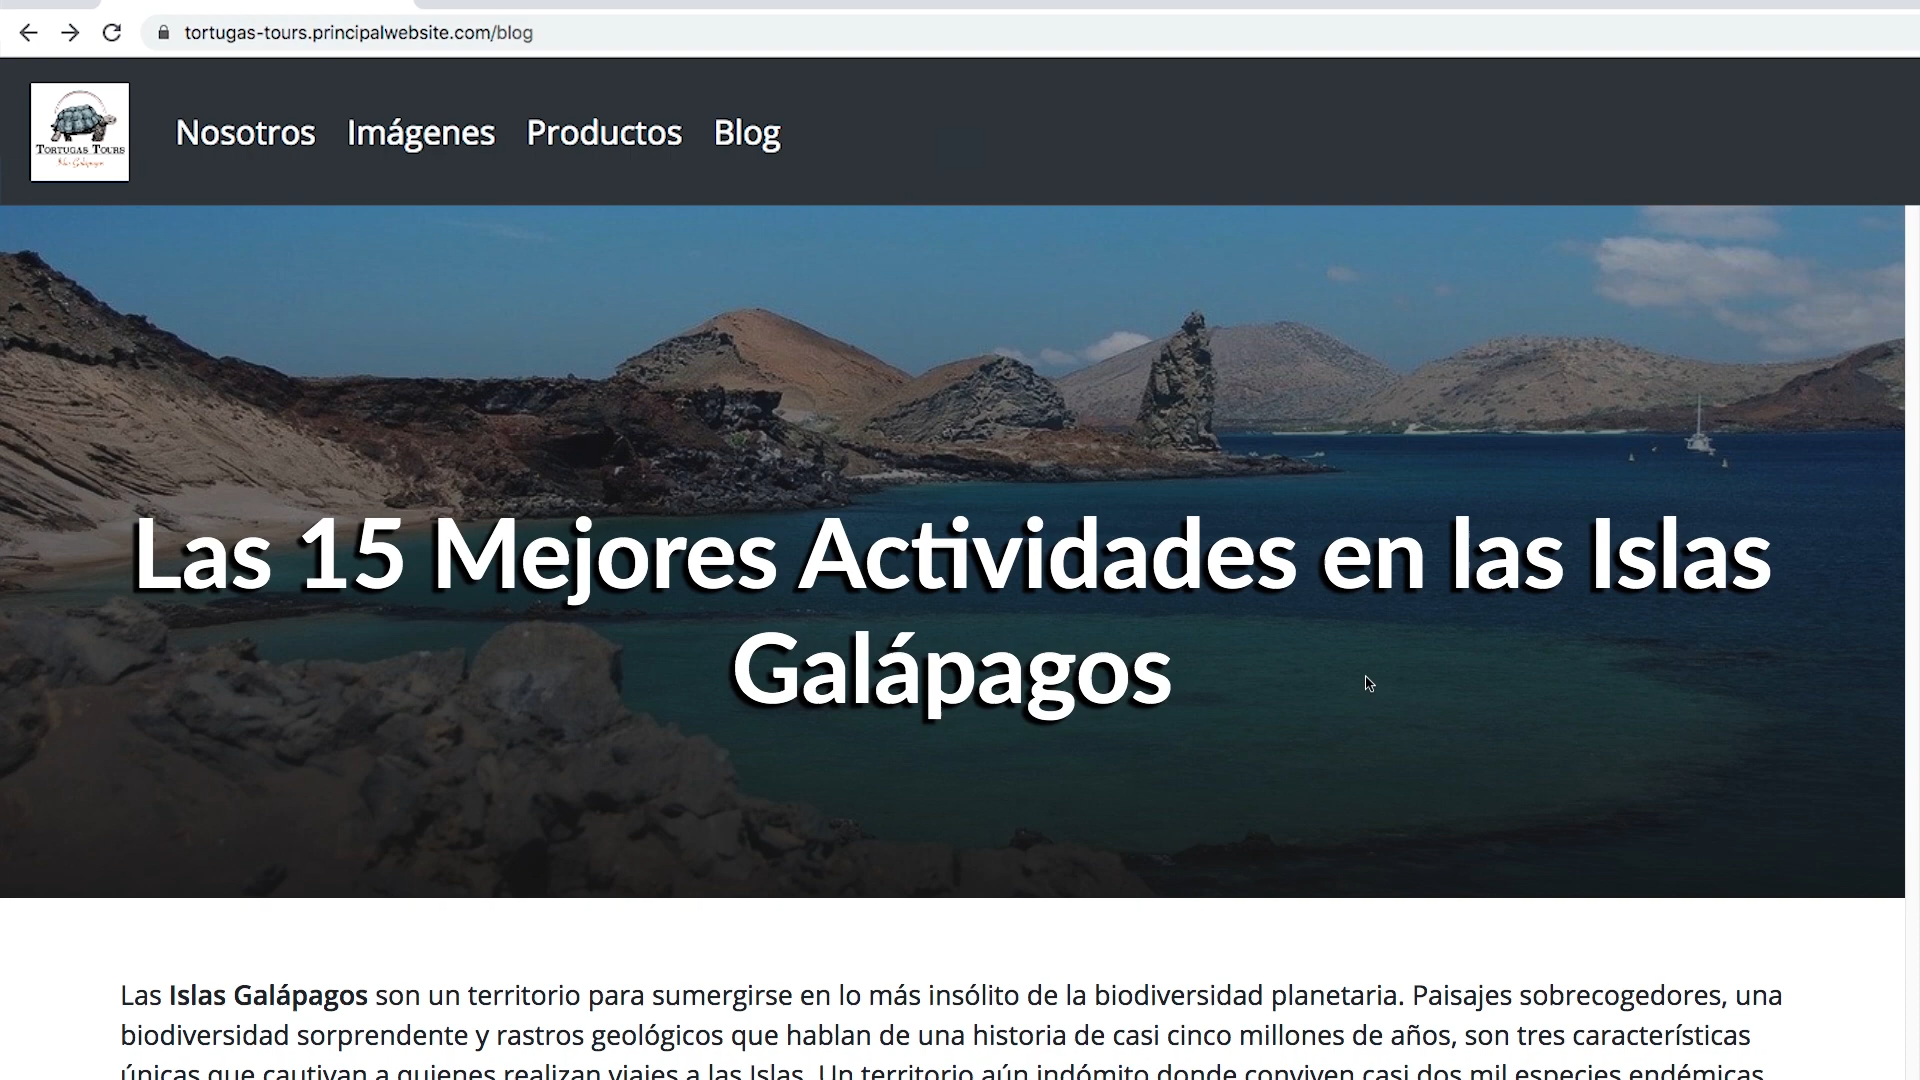 tortugas-tours.principalwebsite.com/blog
TORTUGAS TOURS
Islas Galápagos
Nosotros Imágenes Productos Blog
Las 15 Mejores Actividades en las Islas
Galápagos
Las Islas Galápagos son un territorio para sumergirse en lo más insólito de la biodiversidad planetaria. Paisajes sobrecogedores, una
biodiversidad sorprendente y rastros geológicos que hablan de una historia de casi cinco millones de años, son tres características
únicas que cautivan a quienes realizan viajes a las Islas. Un territorio aún indómito donde conviven casi dos mil especies endémicas